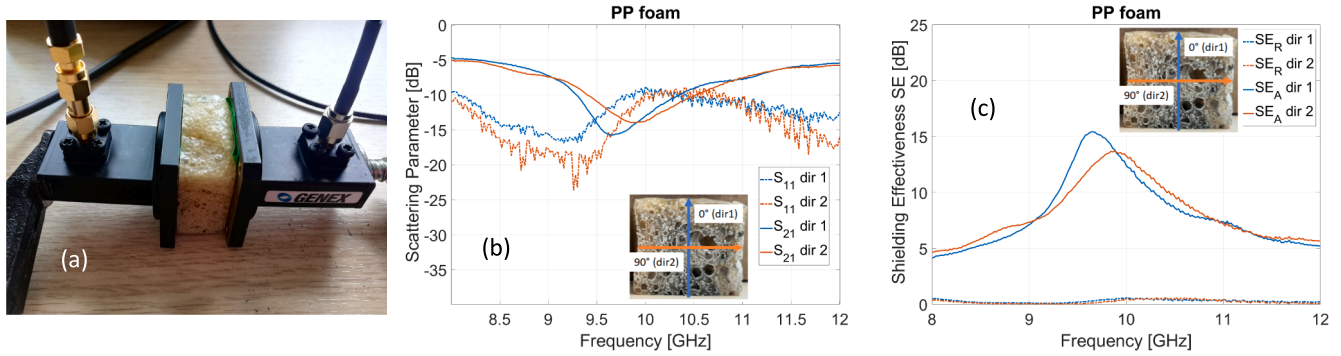 GENEX
(a)
PP foam
Scattering Parameter [dB]
0
-5
-10
-15
-20
-25
-30
-35
8.5
9
9.5
10
10.5
11
11.5
12
Frequency [GHz]
(b)
0° (dir1)
90° (dir2)
S11 dir 1
S11 dir 2
S21 dir 1
S21 dir 2
PP foam
Shielding Effectiveness SE [dB]
25
20
15
10
5
0
8
9
10
11
12
Frequency [GHz]
(c)
0° (dir1)
90° (dir2)
SER dir 1
SER dir 2
SEA dir 1
SEA dir 2